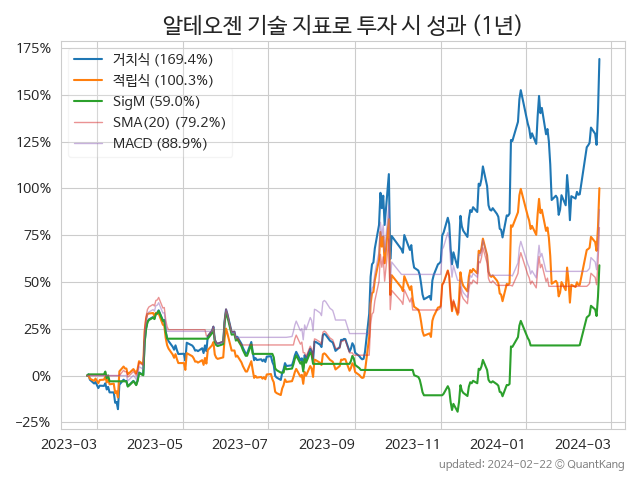 알테오젠 기술 지표로 투자 시 성과 (1년)
175%
150%
125%
100%
75%
50%
25%
0%
−25%
거치식 (169.4%)
적립식 (100.3%)
SigM (59.0%)
SMA(20) (79.2%)
MACD (88.9%)
2023-03 2023-05 2023-07 2023-09 2023-11 2024-01 2024-03
updated: 2024-02-22 © QuantKang